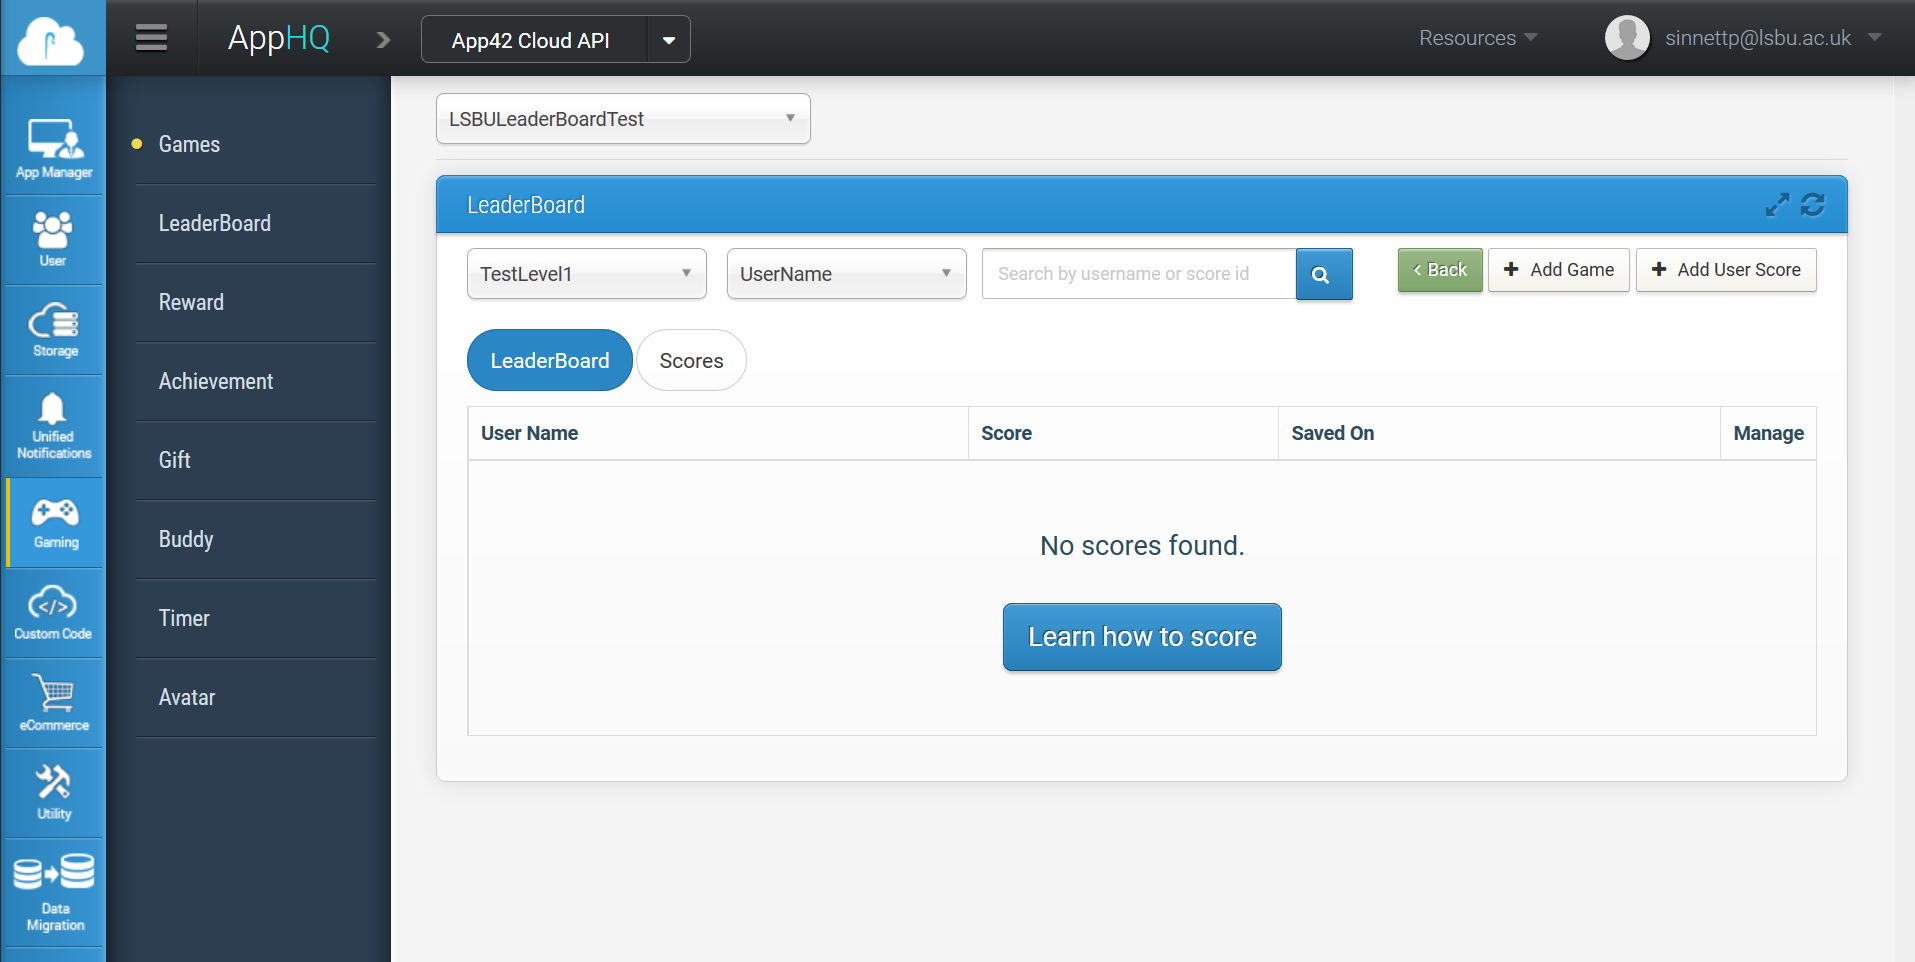 AppHQ
App42 Cloud API
Resources
sinnettp@lsbu.ac.uk
App Manager
User
Storage
Unified
Notifications
Gaming
Custom Code
eCommerce
Utility
Data
Migration
Games
LeaderBoard
Reward
Achievement
Gift
Buddy
Timer
Avatar
LSBULeaderBoardTest
LeaderBoard
TestLevel1
UserName
Search by username or score id
Back
Add Game
Add User Score
LeaderBoard
Scores
User Name
Score
Saved On
Manage
No scores found.
Learn how to score